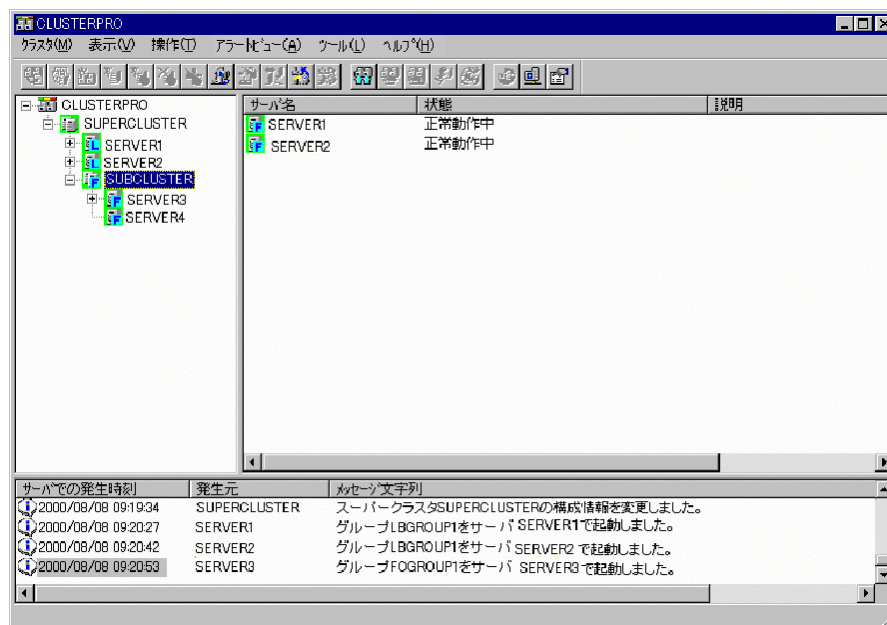 CLUSTERPRO
クラスタ(M) 表示(V) 操作(T) アラートビュー(A) ツール(L) ヘルプ(H)
CLUSTERPRO
SUPERCLUSTER
SERVER1
SERVER2
SUBCLUSTER
SERVER3
SERVER4
サーバ名 状態 説明
SERVER1 正常動作中
SERVER2 正常動作中
サーバでの発生時刻 発生元 メッセージ文字列
2000/08/08 09:19:34 SUPERCLUSTER スーパークラスタSUPERCLUSTERの構成情報を変更しました。
2000/08/08 09:20:27 SERVER1 グループLBGROUP1をサーバ SERVER1で起動しました。
2000/08/08 09:20:42 SERVER2 グループLBGROUP1をサーバ SERVER2 で起動しました。
2000/08/08 09:20:53 SERVER3 グループFOGROUP1をサーバ SERVER3で起動しました。